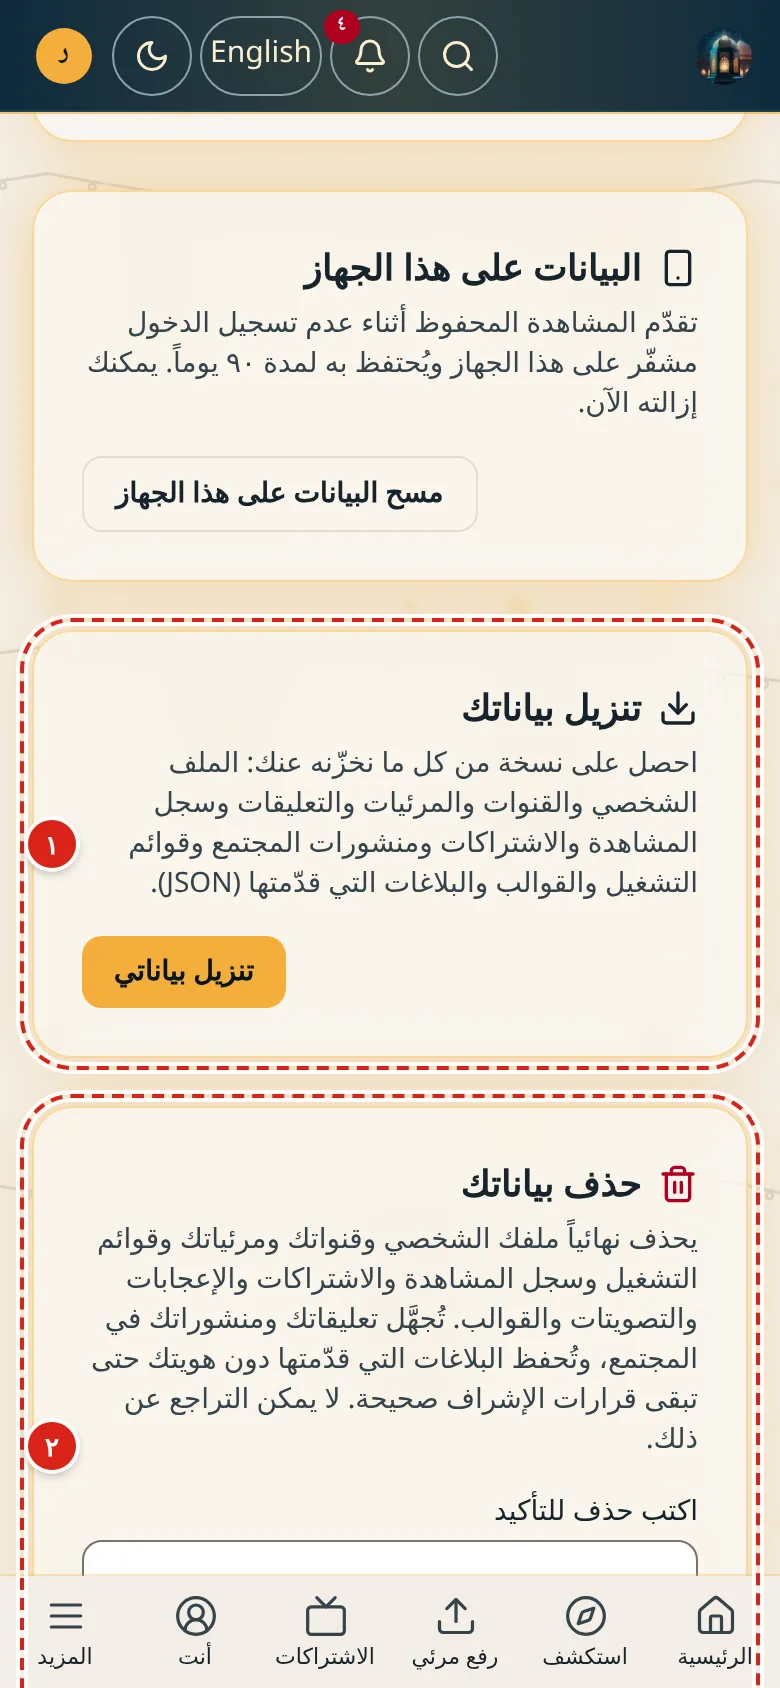 ٤
English
ر
البيانات على هذا الجهاز
تقدّم المشاهدة المحفوظ أثناء عدم تسجيل الدخول
مشفّر على هذا الجهاز ويُحتفظ به لمدة ٩٠ يوماً. يمكنك
إزالته الآن.
مسح البيانات على هذا الجهاز
تنزيل بياناتك
احصل على نسخة من كل ما نخزّنه عنك: الملف
الشخصي والقنوات والمرئيات والتعليقات وسجل
المشاهدة والاشتراكات ومنشورات المجتمع وقوائم
التشغيل والقوالب والبلاغات التي قدّمتها (JSON).
١
تنزيل بياناتي
حذف بياناتك
يحذف نهائياً ملفك الشخصي وقنواتك ومرئياتك وقوائم
التشغيل وسجل المشاهدة والاشتراكات والإعجابات
والتصويتات والقوالب. تُجهَّل تعليقاتك ومنشوراتك في
المجتمع، وتُحفظ البلاغات التي قدّمتها دون هويتك حتى
تبقى قرارات الإشراف صحيحة. لا يمكن التراجع عن
ذلك.
٢
اكتب حذف للتأكيد
الرئيسية
استكشف
رفع مرئي
الاشتراكات
أنت
المزيد